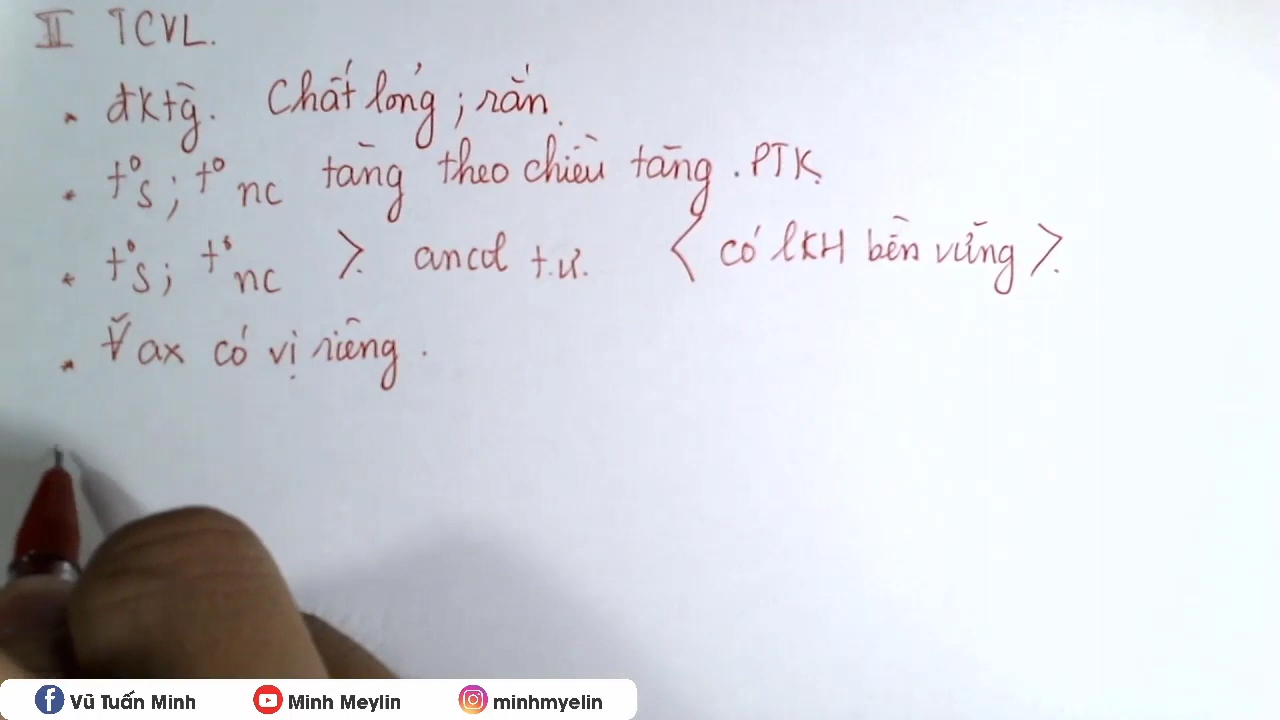 II TCVL.
• đktg̀. Chất lỏng ; rắn.
• t°s ; t°nc tăng theo chiều tăng . PTK.
• t°s ; t°nc > ancol t.ư. < có lKH bền vững >.
• ∀ ax có vị riêng .
Vũ Tuấn Minh Minh Meylin minhmyelin